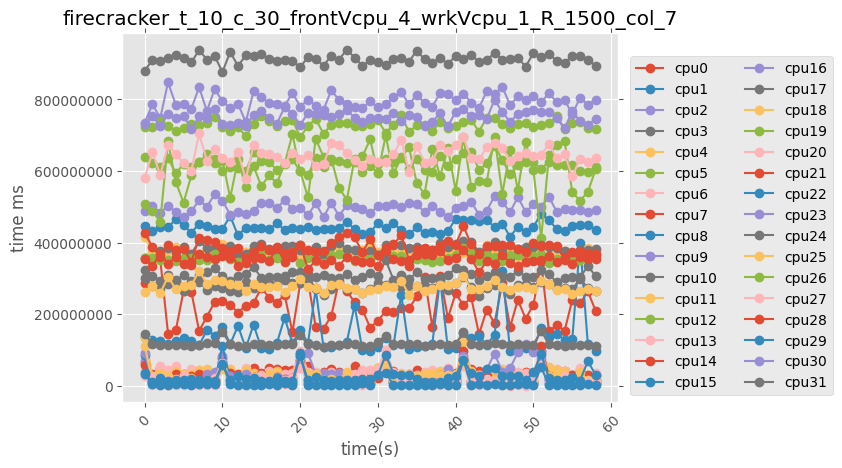 firecracker_t_10_c_30_frontVcpu_4_wrkVcpu_1_R_1500_col_7
time ms
800000000
600000000
400000000
200000000
0
0
10
20
30
40
50
60
time(s)
cpu0
cpu1
cpu2
cpu3
cpu4
cpu5
cpu6
cpu7
cpu8
cpu9
cpu10
cpu11
cpu12
cpu13
cpu14
cpu15
cpu16
cpu17
cpu18
cpu19
cpu20
cpu21
cpu22
cpu23
cpu24
cpu25
cpu26
cpu27
cpu28
cpu29
cpu30
cpu31